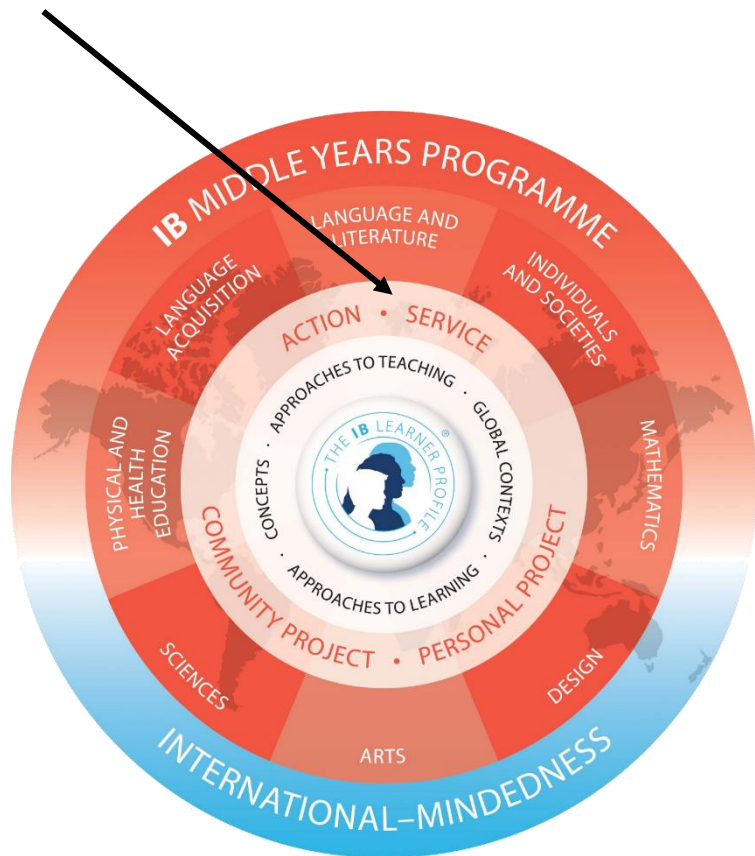 IB MIDDLE YEARS PROGRAMME
LANGUAGE AND
LITERATURE
INDIVIDUALS
AND SOCIETIES
MATHEMATICS
DESIGN
ARTS
SCIENCES
PHYSICAL AND
HEALTH
EDUCATION
LANGUAGE
ACQUISITION
ACTION • SERVICE
PERSONAL PROJECT
•
COMMUNITY PROJECT
APPROACHES TO TEACHING
· GLOBAL CONTEXTS
· APPROACHES TO LEARNING
· CONCEPTS ·
THE IB LEARNER PROFILE ®
INTERNATIONAL–MINDEDNESS